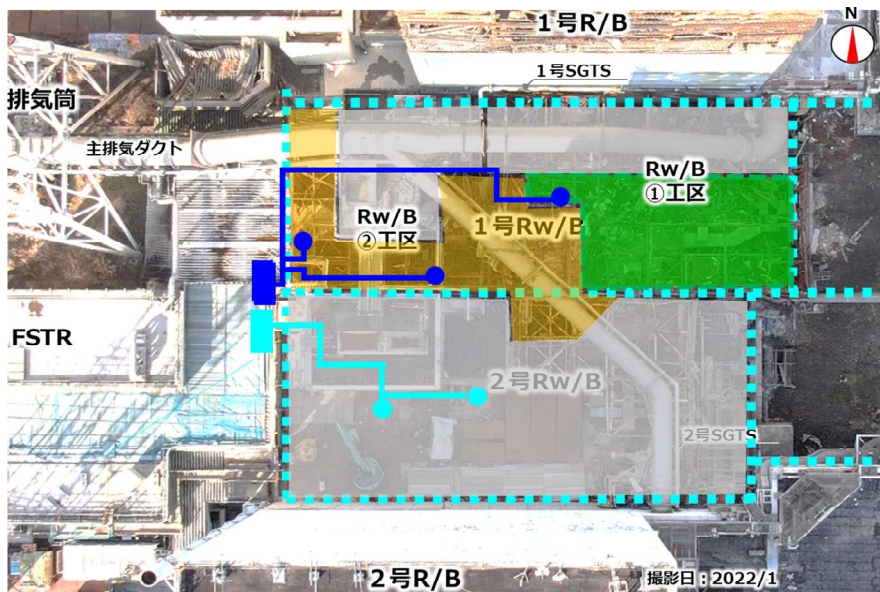 1号R/B
N
1号SGTS
排気筒
主排気ダクト
Rw/B
①工区
Rw/B
②工区
1号Rw/B
FSTR
2号Rw/B
2号SGTS
2号R/B
撮影日：2022/1